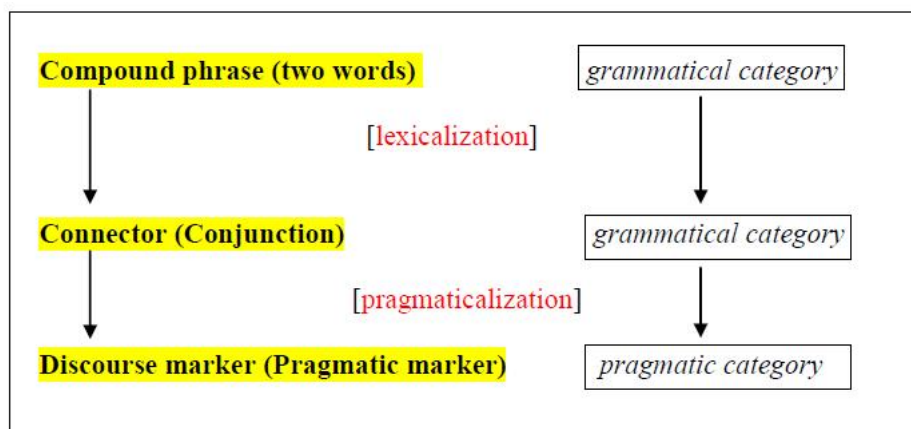 Compound phrase (two words) grammatical category
[lexicalization]
Connector (Conjunction) grammatical category
[pragmaticalization]
Discourse marker (Pragmatic marker) pragmatic category